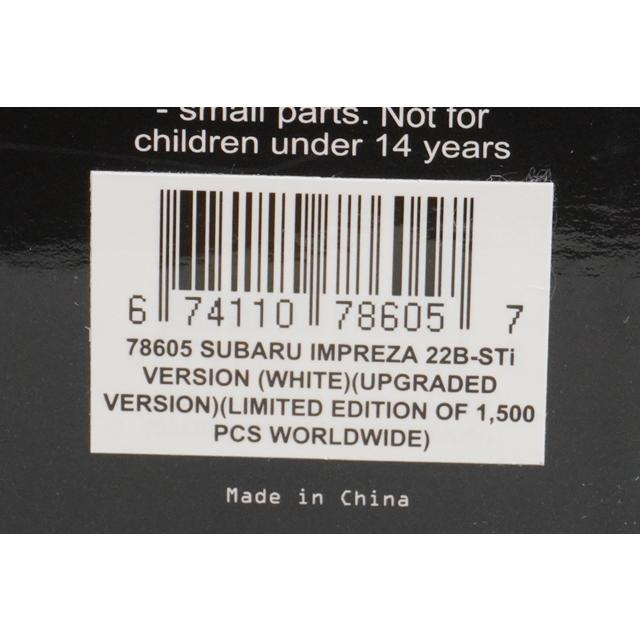 - small parts. Not for
children under 14 years
6 74110 78605 7
78605 SUBARU IMPREZA 22B-STi
VERSION (WHITE)(UPGRADED
VERSION)(LIMITED EDITION OF 1,500
PCS WORLDWIDE)
Made in China